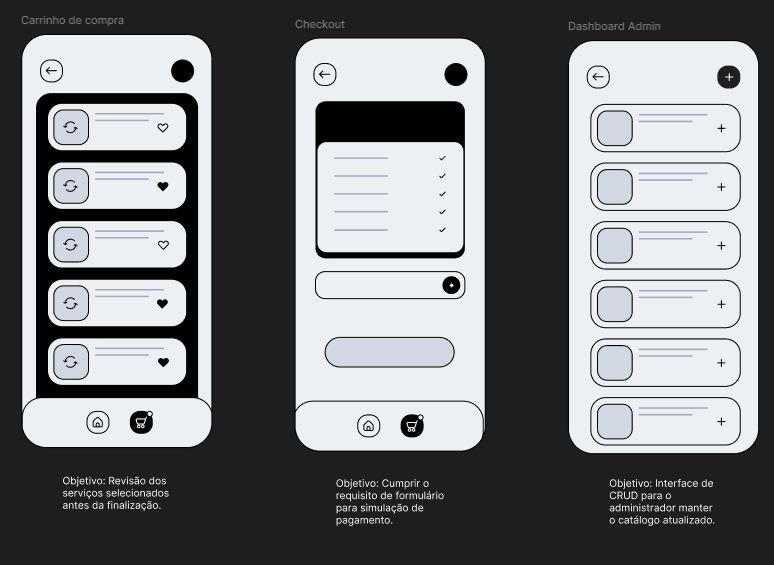 Carrinho de compra
Checkout
Dashboard Admin
Objetivo: Revisão dos
serviços selecionados
antes da finalização.
Objetivo: Cumprir o
requisito de formulário
para simulação de
pagamento.
Objetivo: Interface de
CRUD para o
administrador manter
o catálogo atualizado.